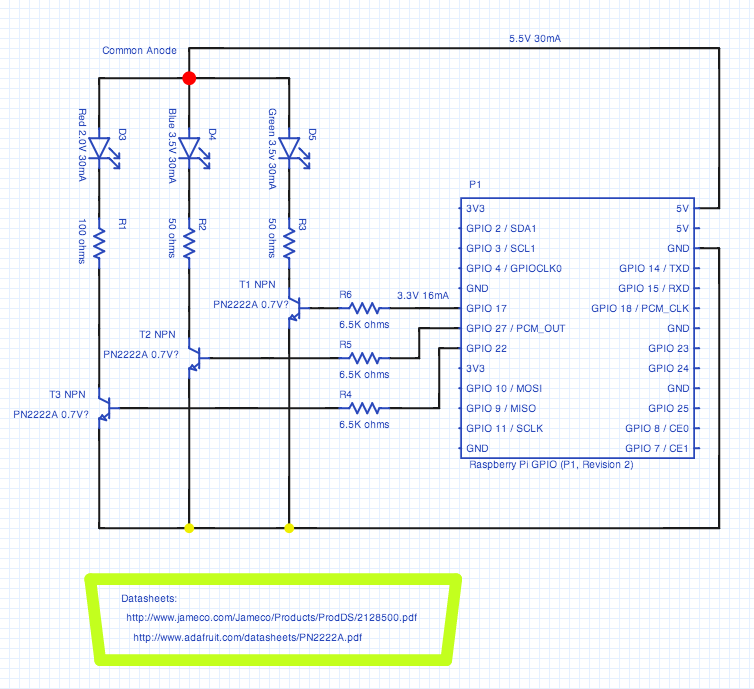 5.5V 30mA
Common Anode
Red 2.0V 30mA
D3
Blue 3.5V 30mA
D4
Green 3.5V 30mA
D5
100 ohms
R1
50 ohms
R2
50 ohms
R3
P1
3V3
5V
GPIO 2 / SDA1
5V
GPIO 3 / SCL1
GND
GPIO 4 / GPIOCLK0
GPIO 14 / TXD
GND
GPIO 15 / RXD
GPIO 17
GPIO 18 / PCM_CLK
GPIO 27 / PCM_OUT
GND
GPIO 22
GPIO 23
3V3
GPIO 24
GPIO 10 / MOSI
GND
GPIO 9 / MISO
GPIO 25
GPIO 11 / SCLK
GPIO 8 / CE0
GND
GPIO 7 / CE1
Raspberry Pi GPIO (P1, Revision 2)
T1 NPN
PN2222A 0.7V?
R6
3.3V 16mA
6.5K ohms
T2 NPN
PN2222A 0.7V?
R5
6.5K ohms
T3 NPN
PN2222A 0.7V?
R4
6.5K ohms
Datasheets:
http://www.jameco.com/Jameco/Products/ProdDS/2128500.pdf
http://www.adafruit.com/datasheets/PN2222A.pdf